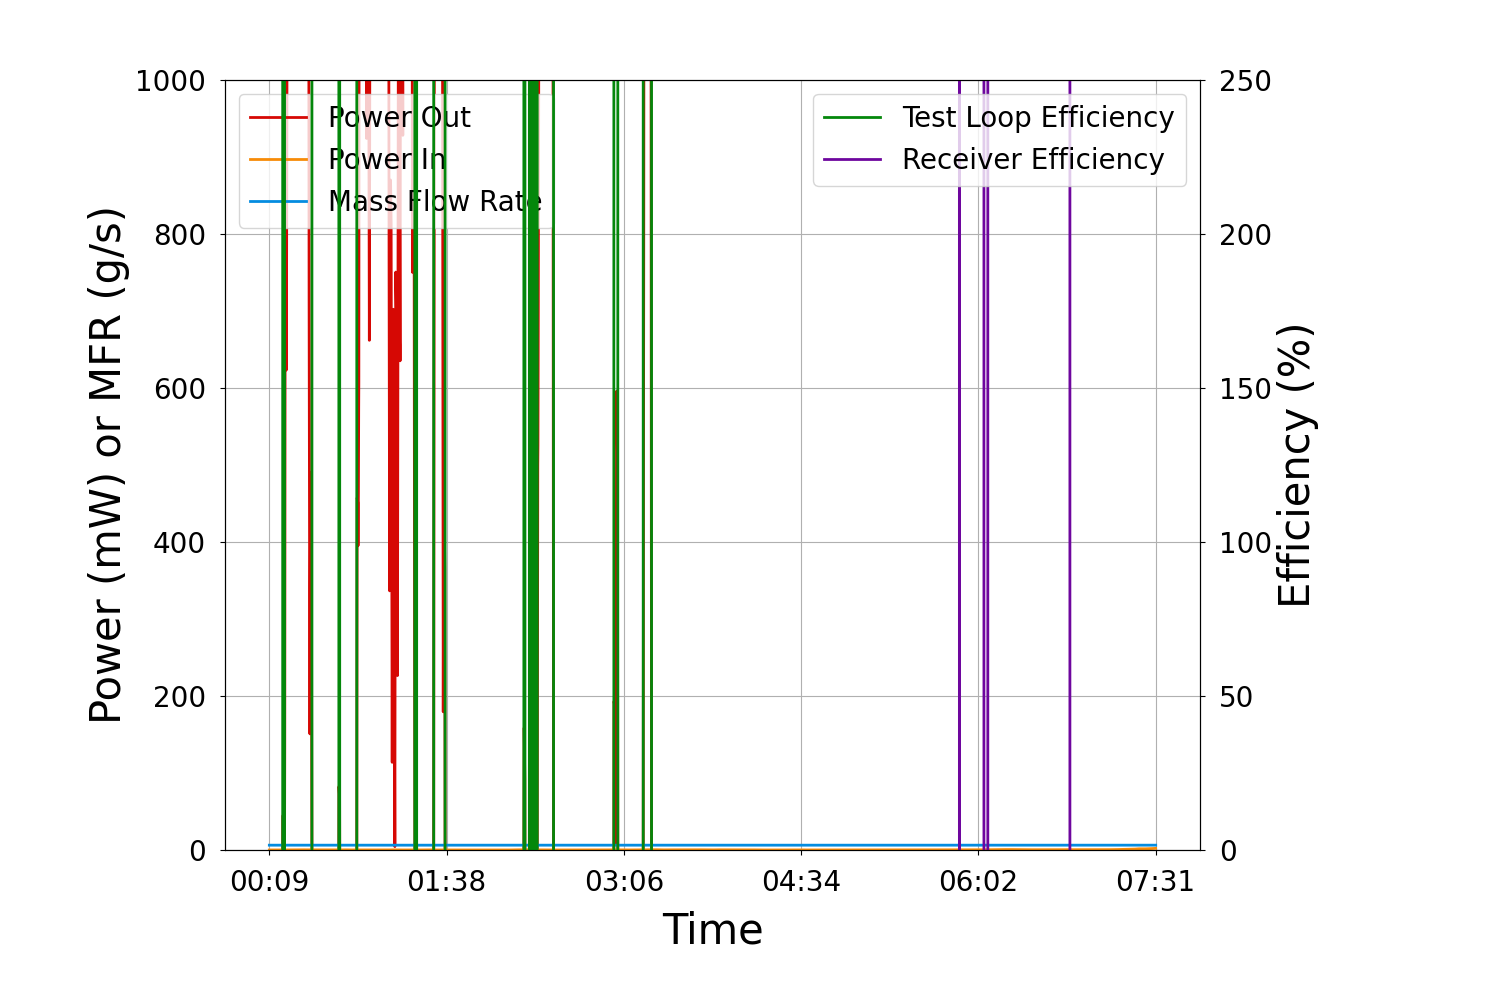 1000
800
600
400
200
0
Power (mW) or MFR (g/s)
Power Out
Power In
Mass Flow Rate
Test Loop Efficiency
Receiver Efficiency
250
200
150
100
50
0
Efficiency (%)
00:09 01:38 03:06 04:34 06:02 07:31
Time